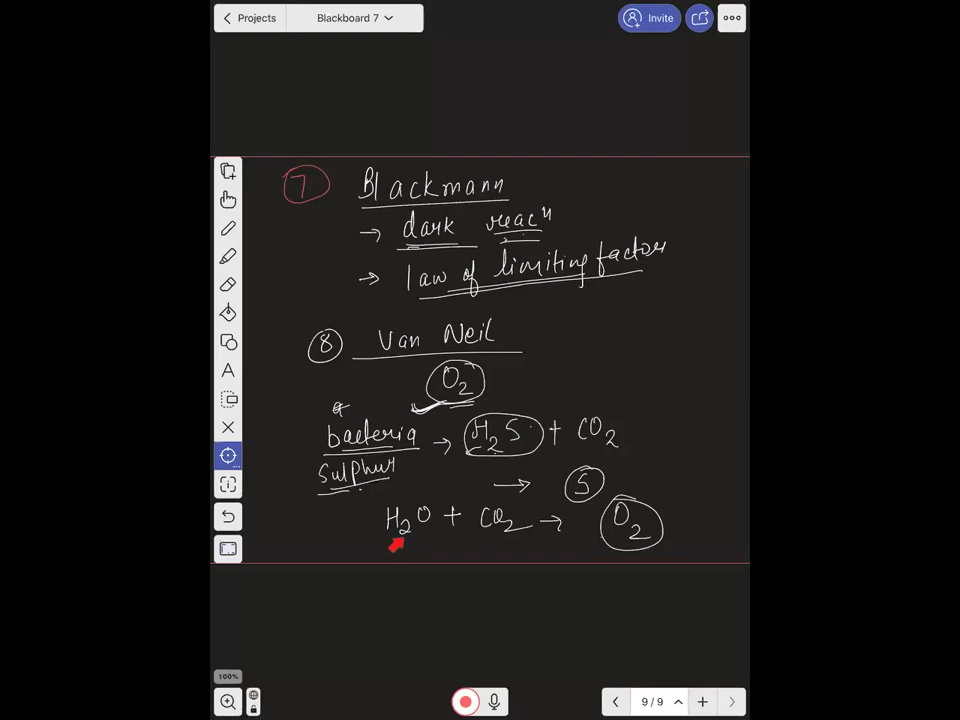 Projects
Blackboard 7
Invite
7 Blackmann
→ dark reacⁿ
→ law of limiting factor
8 Van Neil
O2
bacteria → H2S + CO2
sulphur
→ S
H2O + CO2 → O2
A
100%
9/9